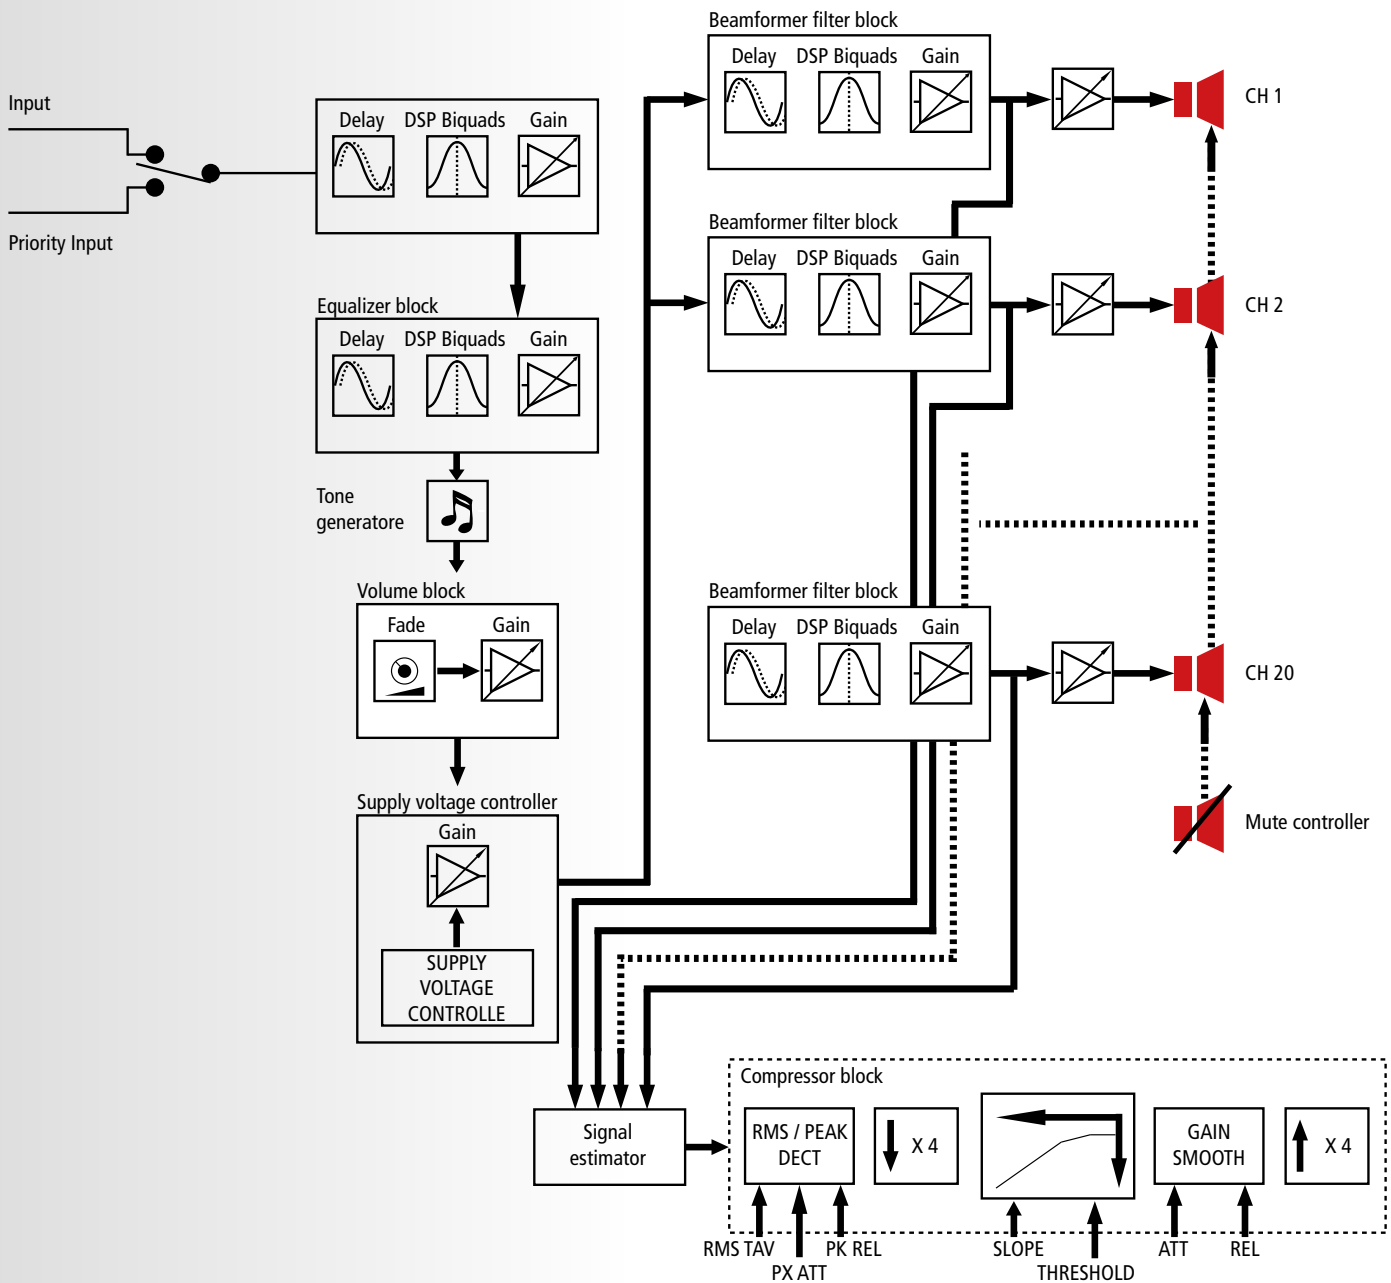 Input
Priority Input
Delay DSP Biquads Gain
Equalizer block
Delay DSP Biquads Gain
Tone
generatore
Volume block
Fade Gain
Supply voltage controller
Gain
SUPPLY
VOLTAGE
CONTROLLE
Beamformer filter block
Delay DSP Biquads Gain
CH 1
Beamformer filter block
Delay DSP Biquads Gain
CH 2
Beamformer filter block
Delay DSP Biquads Gain
CH 20
Mute controller
Signal
estimator
Compressor block
RMS / PEAK
DECT
X 4
GAIN
SMOOTH
X 4
RMS TAV
PX ATT
PK REL
SLOPE
THRESHOLD
ATT
REL